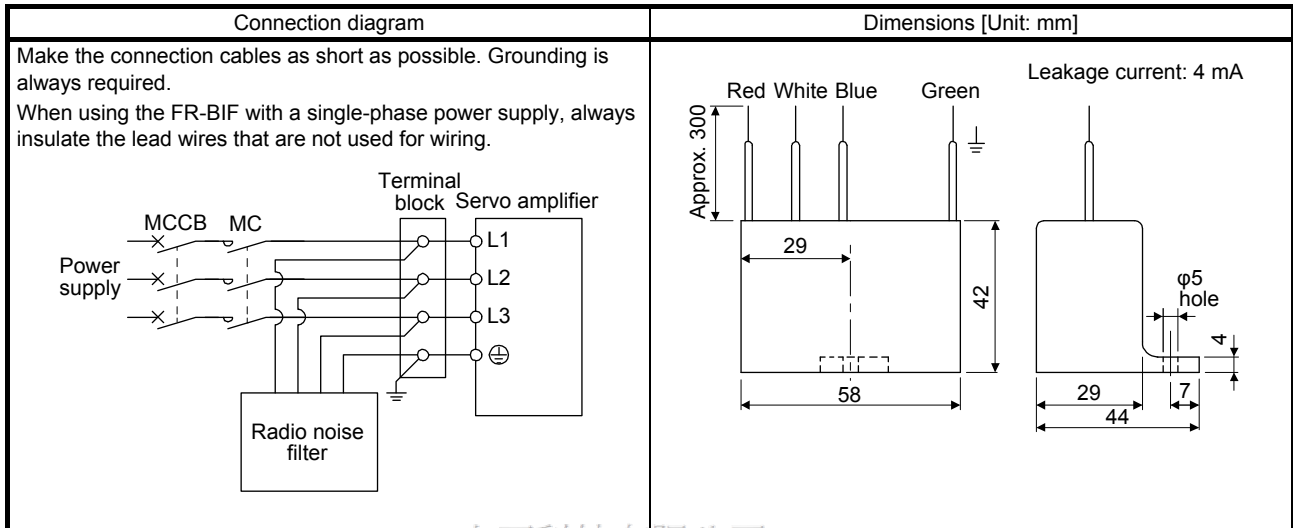 Connection diagram
Dimensions [Unit: mm]
Make the connection cables as short as possible. Grounding is
always required.
When using the FR-BIF with a single-phase power supply, always
insulate the lead wires that are not used for wiring.
Terminal
block
Servo amplifier
MCCB
MC
Power
supply
L1
L2
L3
Radio noise
filter
Leakage current: 4 mA
Red White Blue
Green
Approx. 300
29
42
58
φ5
hole
4
29
7
44